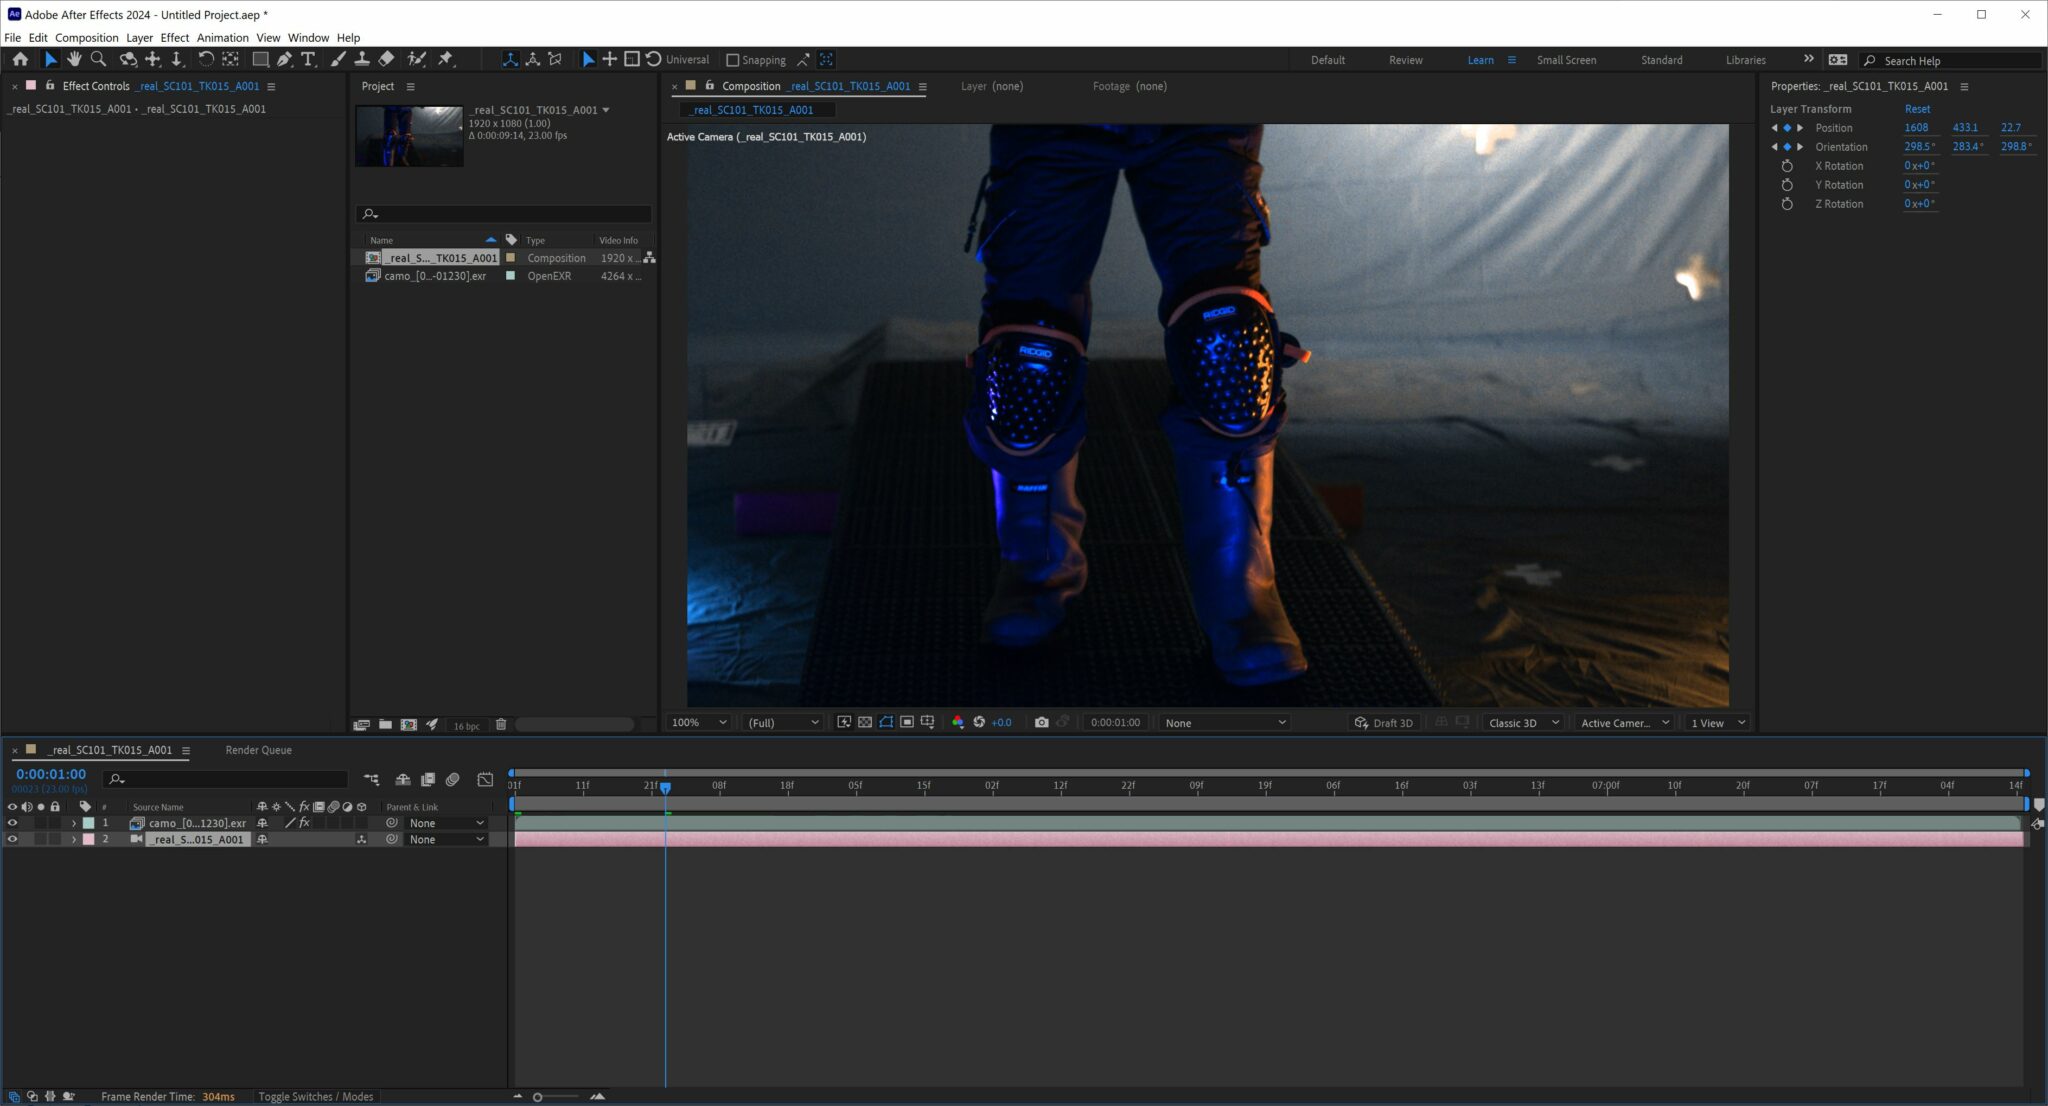 Ae Adobe After Effects 2024 - Untitled Project.aep *
File Edit Composition Layer Effect View Animation Window Help
Universal Snapping Default Review Learn Small Screen Standard Libraries Search Help
Effect Controls _real_SC101_TK015_A001
_real_SC101_TK015_A001 • _real_SC101_TK015_A001
Project
_real_SC101_TK015_A001
1920 x 1080 (1.00)
Δ 0:00:09:14, 23.00 fps
Name Type Video Info
_real_S..._TK015_A001 Composition 1920 x ...
camo_[0...-01230].exr OpenEXR 4264 x ...
16 bpc
Composition _real_SC101_TK015_A001 Layer (none) Footage (none)
_real_SC101_TK015_A001
Active Camera (_real_SC101_TK015_A001)
RIDGID
RIDGID
BAFFIN
100% (Full) +0.0 0:00:01:00 None Draft 3D Classic 3D Active Camer... 1 View
Properties: _real_SC101_TK015_A001
Layer Transform Reset
Position 1608 433.1 22.7
Orientation 298.5° 283.4° 298.8°
X Rotation 0x+0°
Y Rotation 0x+0°
Z Rotation 0x+0°
_real_SC101_TK015_A001 Render Queue
0:00:01:00
00023 (23.00 fps)
:01f 11f 21f 08f 18f 05f 15f 02f 12f 22f 09f 19f 06f 16f 03f 13f 07:00f 10f 20f 07f 17f 04f 14f
# Source Name fx Parent & Link
1 camo_[0...1230].exr fx None
2 _real_S...015_A001 None
Frame Render Time: 304ms Toggle Switches / Modes